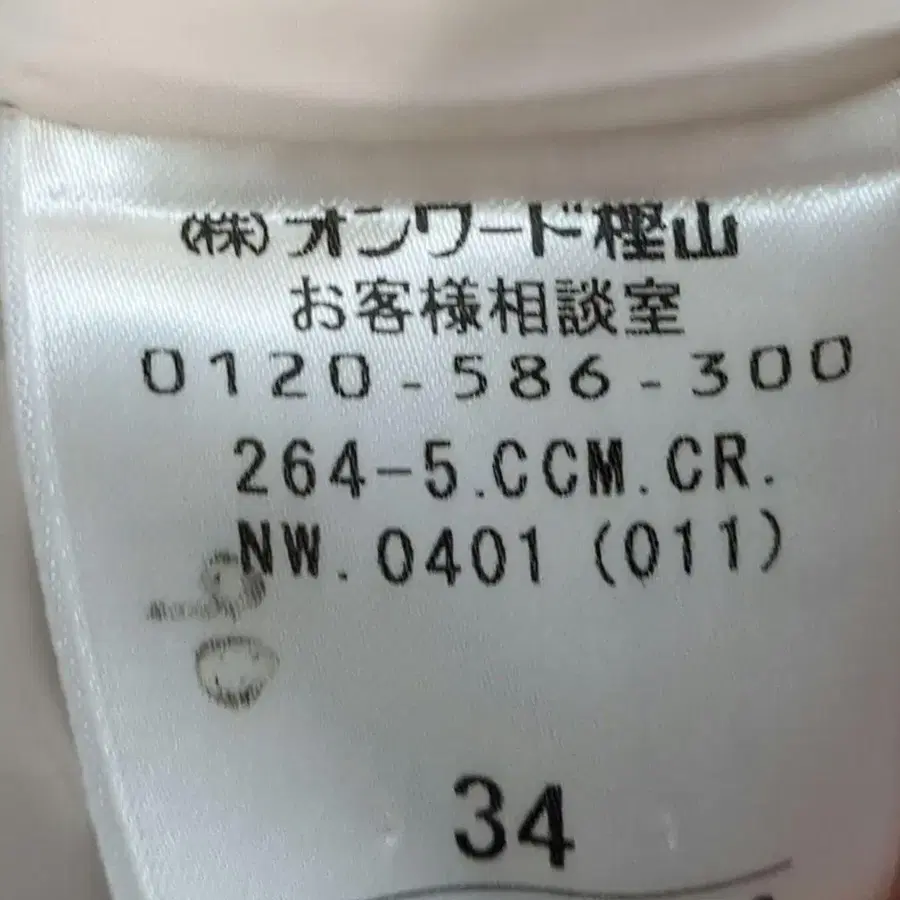 (株)オンワード樫山
お客様相談室
0120-586-300
264-5.CCM.CR.
NW.0401 (011)
34